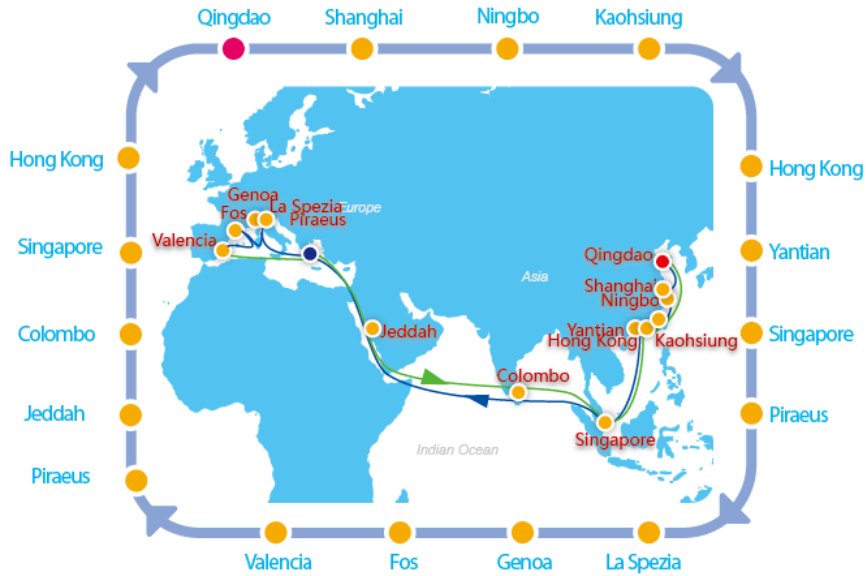 Qingdao
Shanghai
Ningbo
Kaohsiung
Hong Kong
Yantian
Singapore
Piraeus
La Spezia
Genoa
Fos
Valencia
Piraeus
Jeddah
Colombo
Singapore
Hong Kong
Genoa
La Spezia
Fos
Piraeus
Europe
Valencia
Qingdao
Asia
Shanghai
Ningbo
Yantian
Jeddah
Hong Kong
Kaohsiung
Colombo
Singapore
Indian Ocean